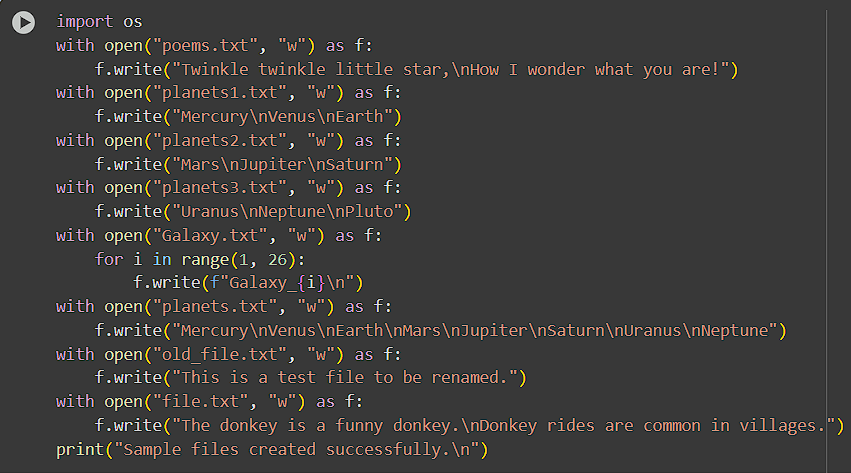 import os
with open("poems.txt", "w") as f:
    f.write("Twinkle twinkle little star,\nHow I wonder what you are!")
with open("planets1.txt", "w") as f:
    f.write("Mercury\nVenus\nEarth")
with open("planets2.txt", "w") as f:
    f.write("Mars\nJupiter\nSaturn")
with open("planets3.txt", "w") as f:
    f.write("Uranus\nNeptune\nPluto")
with open("Galaxy.txt", "w") as f:
    for i in range(1, 26):
        f.write(f"Galaxy_{i}\n")
with open("planets.txt", "w") as f:
    f.write("Mercury\nVenus\nEarth\nMars\nJupiter\nSaturn\nUranus\nNeptune")
with open("old_file.txt", "w") as f:
    f.write("This is a test file to be renamed.")
with open("file.txt", "w") as f:
    f.write("The donkey is a funny donkey.\nDonkey rides are common in villages.")
print("Sample files created successfully.\n")